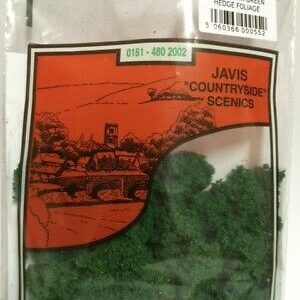 HEDGE FOLIAGE
5 060366 000552
0161 - 480 2002
JAVIS
"COUNTRYSIDE"
SCENICS